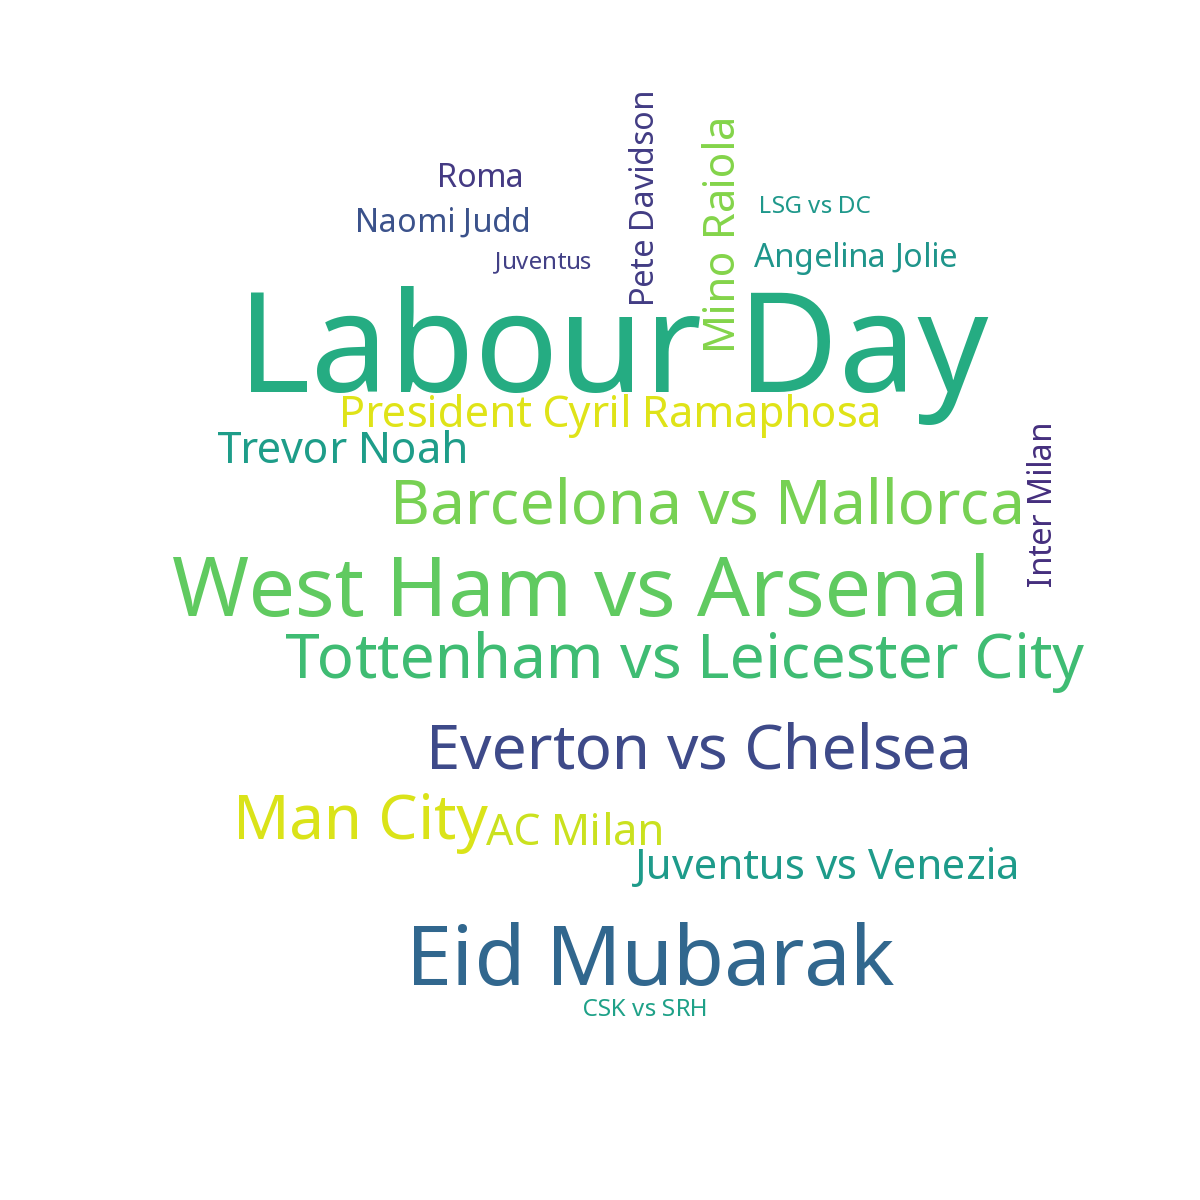 Pete Davidson
Mino Raiola
Roma
LSG vs DC
Naomi Judd
Angelina Jolie
Juventus
Labour Day
President Cyril Ramaphosa
Trevor Noah
Inter Milan
Barcelona vs Mallorca
West Ham vs Arsenal
Tottenham vs Leicester City
Everton vs Chelsea
Man City
AC Milan
Juventus vs Venezia
Eid Mubarak
CSK vs SRH